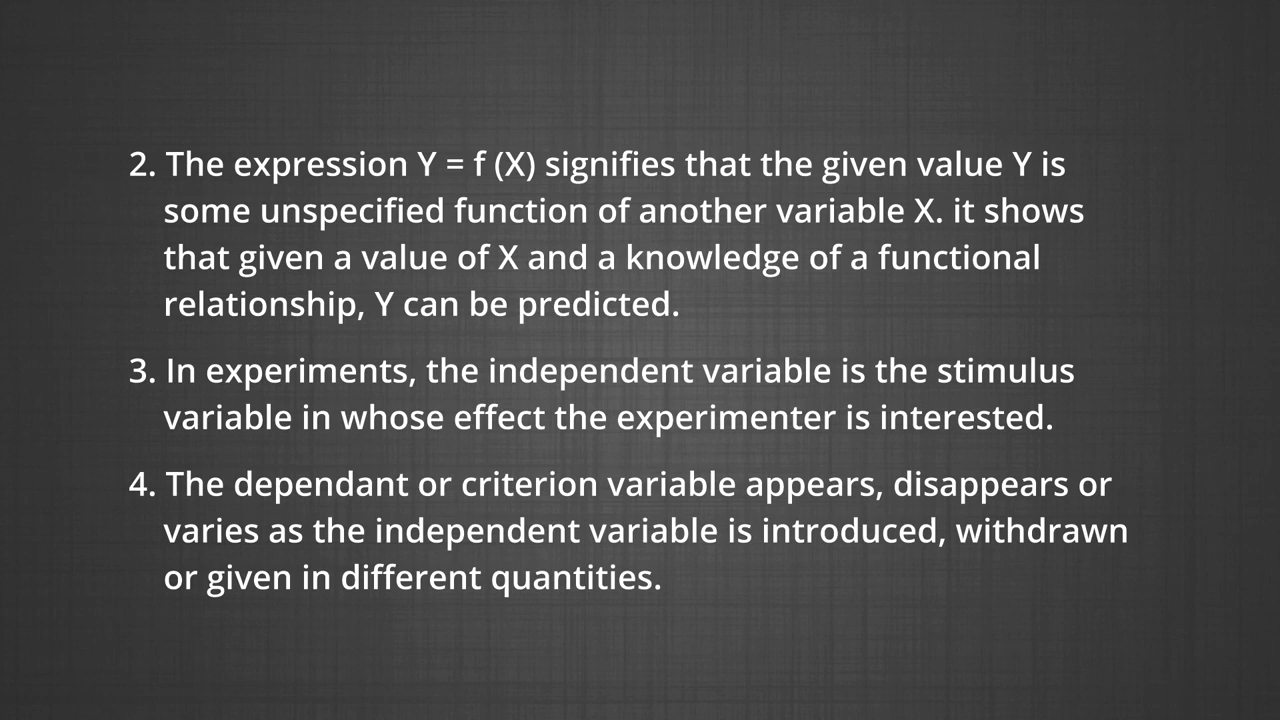 2. The expression Y = f (X) signifies that the given value Y is
some unspecified function of another variable X. it shows
that given a value of X and a knowledge of a functional
relationship, Y can be predicted.
3. In experiments, the independent variable is the stimulus
variable in whose effect the experimenter is interested.
4. The dependant or criterion variable appears, disappears or
varies as the independent variable is introduced, withdrawn
or given in different quantities.